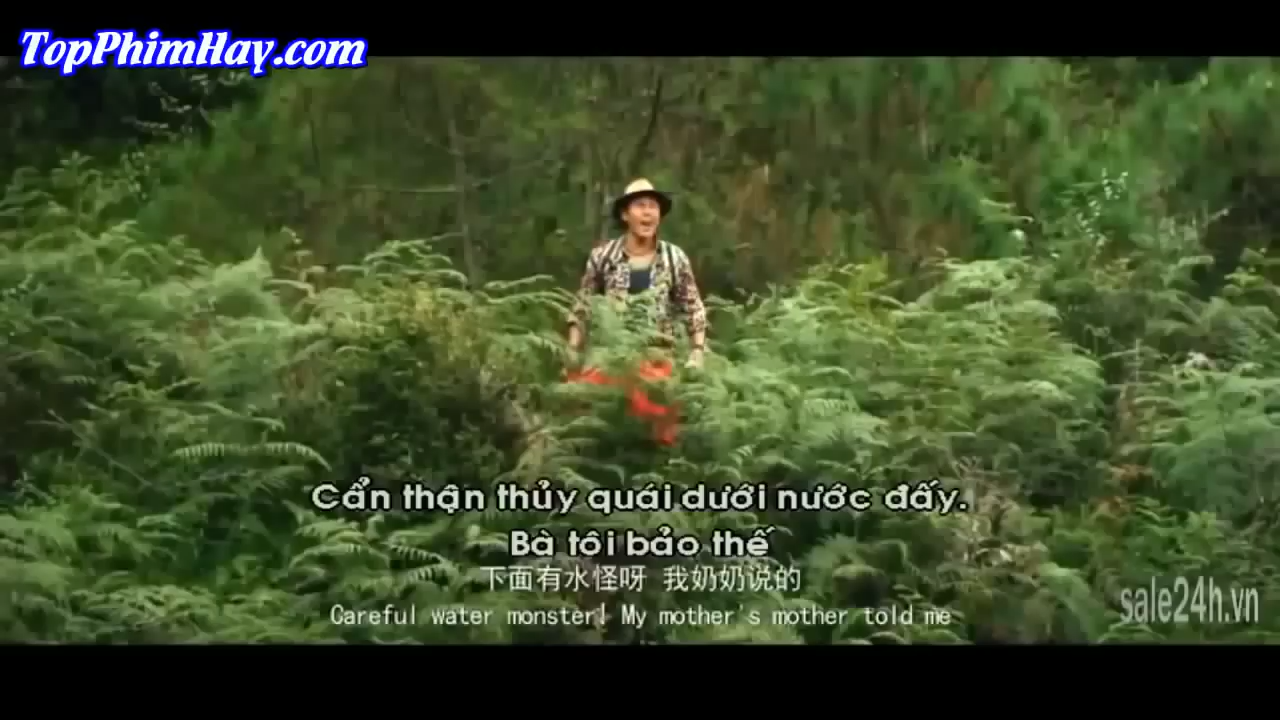 TopPhimHay.com
Cẩn thận thủy quái dưới nước đấy.
Bà tôi bảo thế
下面有水怪呀 我奶奶说的
Careful water monster! My mother's mother told me
sale24h.vn